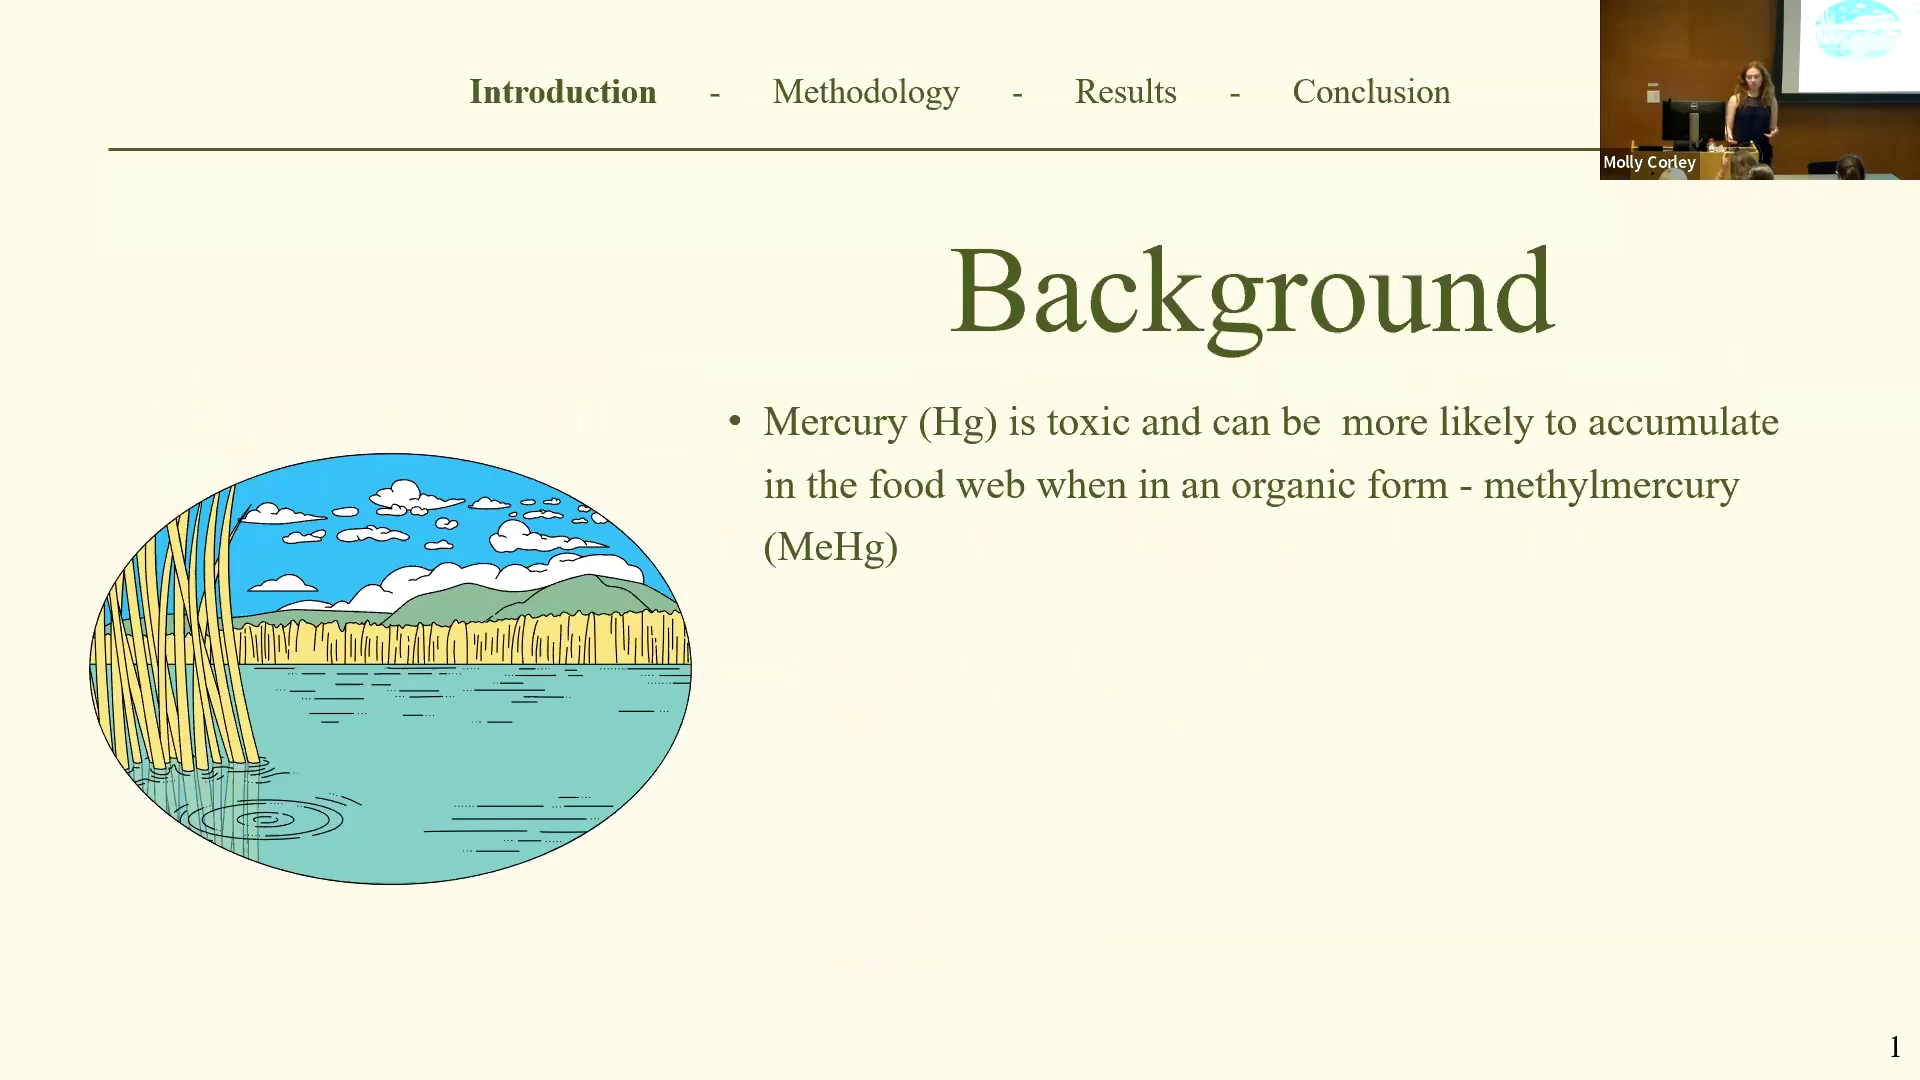 Introduction - Methodology - Results - Conclusion
Molly Corley
Background
• Mercury (Hg) is toxic and can be  more likely to accumulate
in the food web when in an organic form - methylmercury
(MeHg)
1